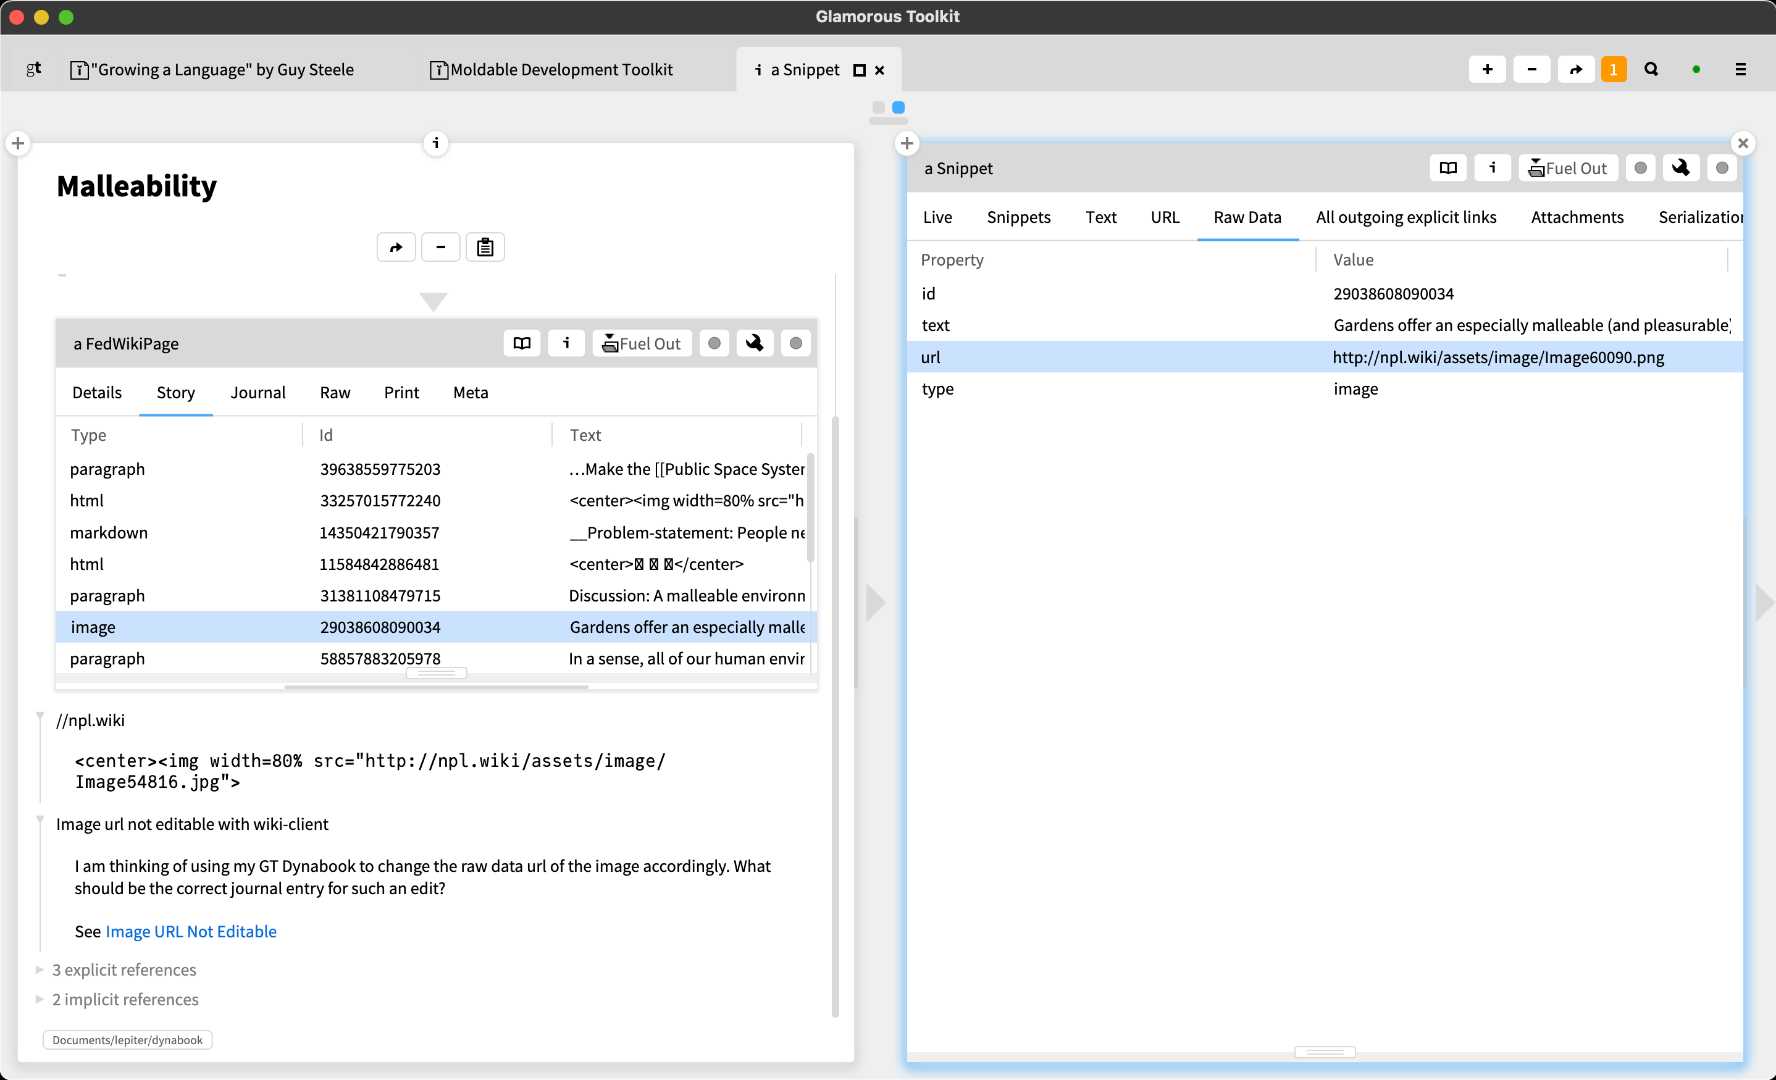 Glamorous Toolkit
gt
"Growing a Language" by Guy Steele
Moldable Development Toolkit
i a Snippet
1
Malleability
a FedWikiPage
i
Fuel Out
Details Story Journal Raw Print Meta
Type Id Text
paragraph 39638559775203 …Make the [[Public Space System
html 33257015772240 <center><img width=80% src="h
markdown 14350421790357 __Problem-statement: People ne
html 11584842886481 <center> </center>
paragraph 31381108479715 Discussion: A malleable environm
image 29038608090034 Gardens offer an especially malle
paragraph 58857883205978 In a sense, all of our human envir
//npl.wiki
<center><img width=80% src="http://npl.wiki/assets/image/
Image54816.jpg">
Image url not editable with wiki-client
I am thinking of using my GT Dynabook to change the raw data url of the image accordingly. What
should be the correct journal entry for such an edit?
See Image URL Not Editable
3 explicit references
2 implicit references
Documents/lepiter/dynabook
a Snippet
i
Fuel Out
Live Snippets Text URL Raw Data All outgoing explicit links Attachments Serialization
Property Value
id 29038608090034
text Gardens offer an especially malleable (and pleasurable)
url http://npl.wiki/assets/image/Image60090.png
type image